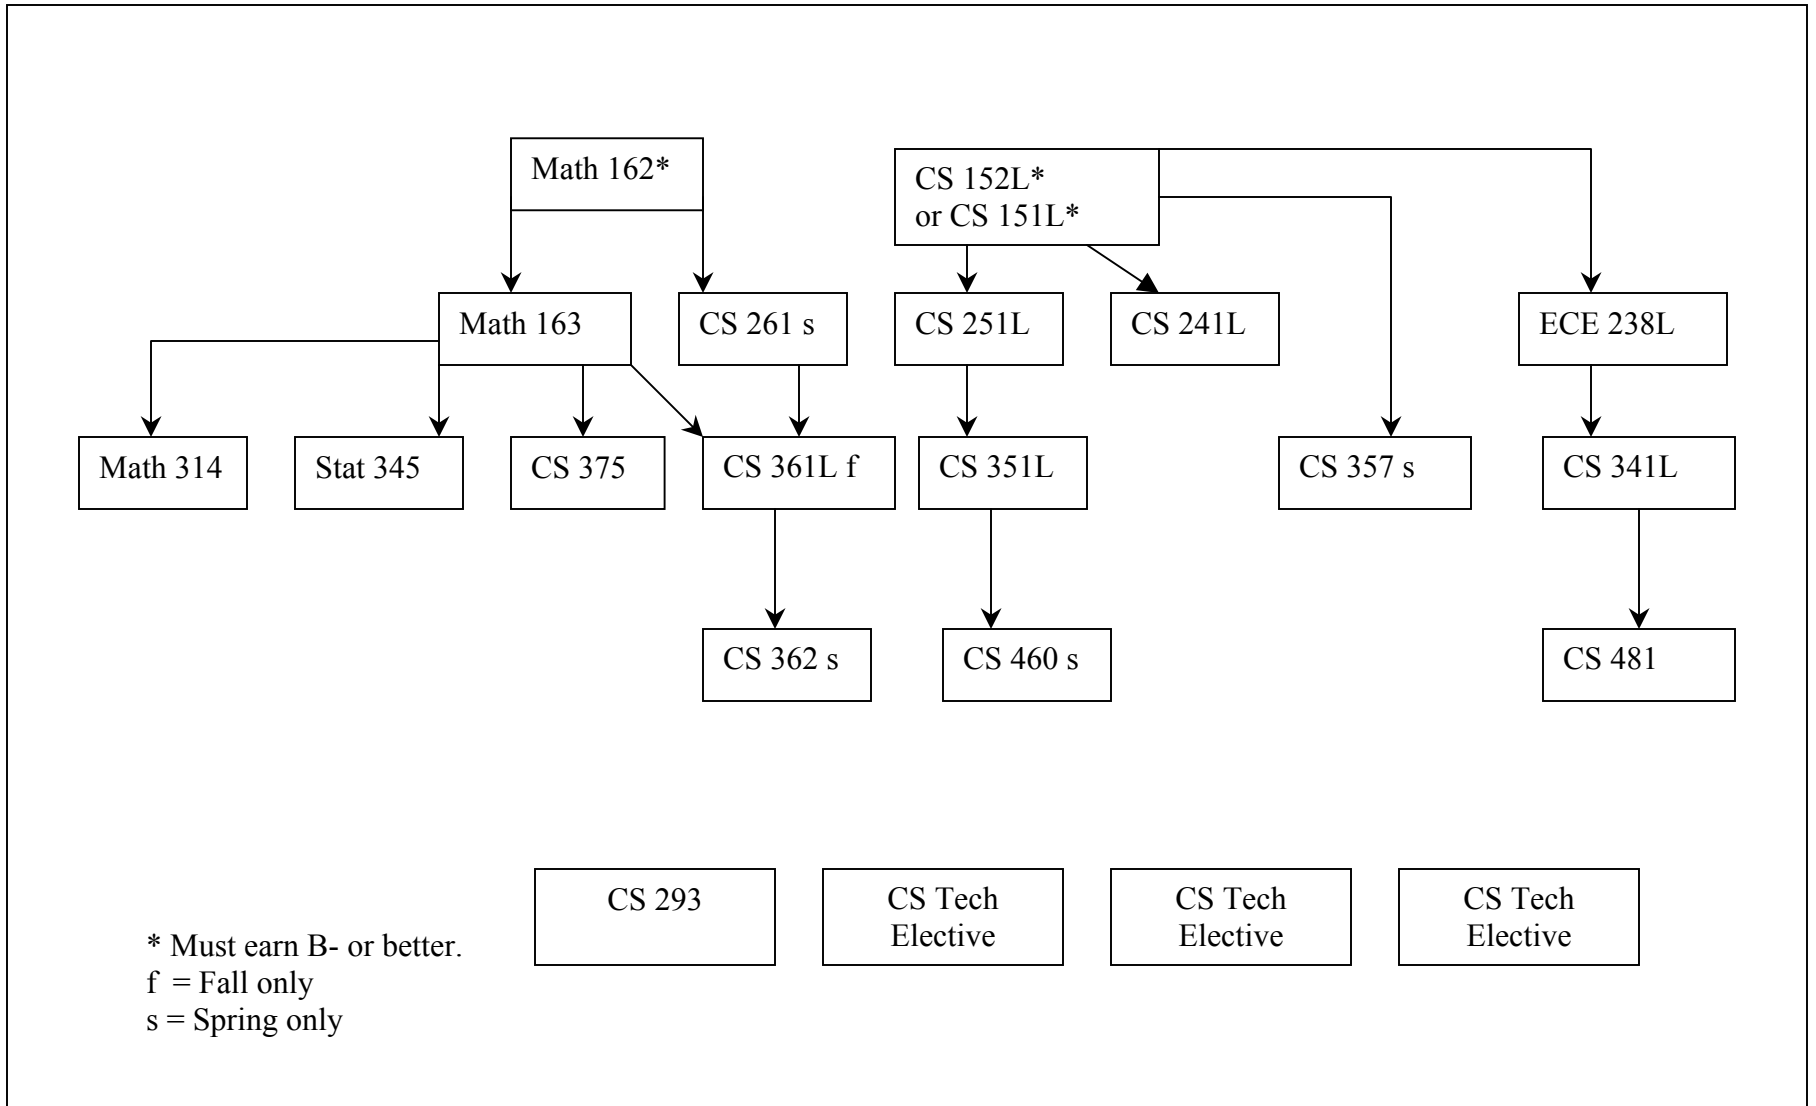 Math 162*
CS 152L*
or CS 151L*
Math 163
CS 261 s
CS 251L
CS 241L
ECE 238L
Math 314
Stat 345
CS 375
CS 361L f
CS 351L
CS 357 s
CS 341L
CS 362 s
CS 460 s
CS 481
CS 293
CS Tech
Elective
CS Tech
Elective
CS Tech
Elective
* Must earn B- or better.
f  = Fall only
s = Spring only